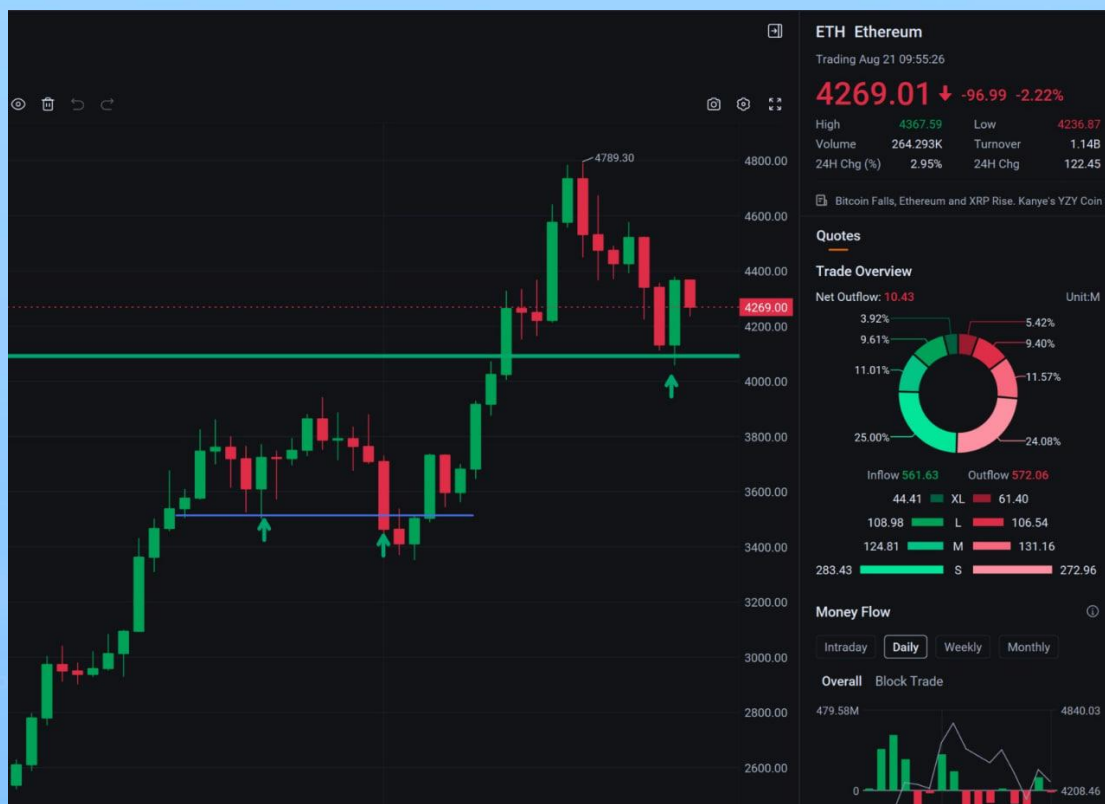 ETH Ethereum
Trading Aug 21 09:55:26
4269.01 -96.99 -2.22%
High 4367.59 Low 4236.87
Volume 264.293K Turnover 1.14B
24H Chg (%) 2.95% 24H Chg 122.45
Bitcoin Falls, Ethereum and XRP Rise. Kanye's YZY Coin
Quotes
Trade Overview
Net Outflow: 10.43 Unit:M
3.92% 5.42%
9.61% 9.40%
11.01% 11.57%
25.00% 24.08%
Inflow 561.63 Outflow 572.06
44.41 XL 61.40
108.98 L 106.54
124.81 M 131.16
283.43 S 272.96
Money Flow
Intraday Daily Weekly Monthly
Overall Block Trade
479.58M 4840.03
0 4208.46
4789.30
4800.00
4600.00
4400.00
4269.00
4200.00
4000.00
3800.00
3600.00
3400.00
3200.00
3000.00
2800.00
2600.00